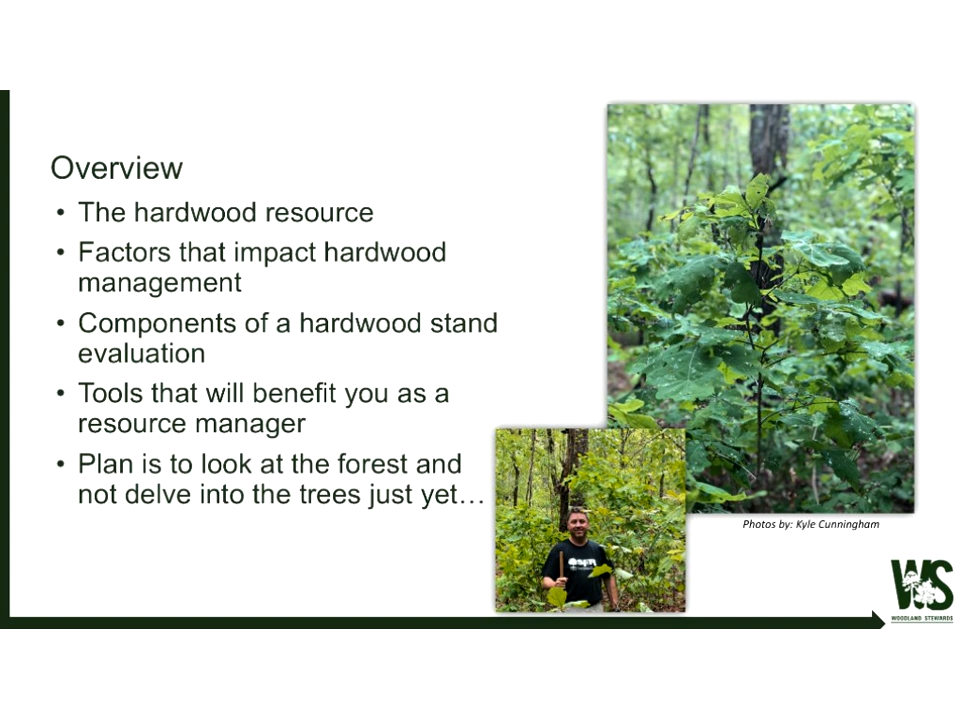 Overview
• The hardwood resource
• Factors that impact hardwood
management
• Components of a hardwood stand
evaluation
• Tools that will benefit you as a
resource manager
• Plan is to look at the forest and
not delve into the trees just yet…
Photos by: Kyle Cunningham
WS
WOODLAND STEWARDS